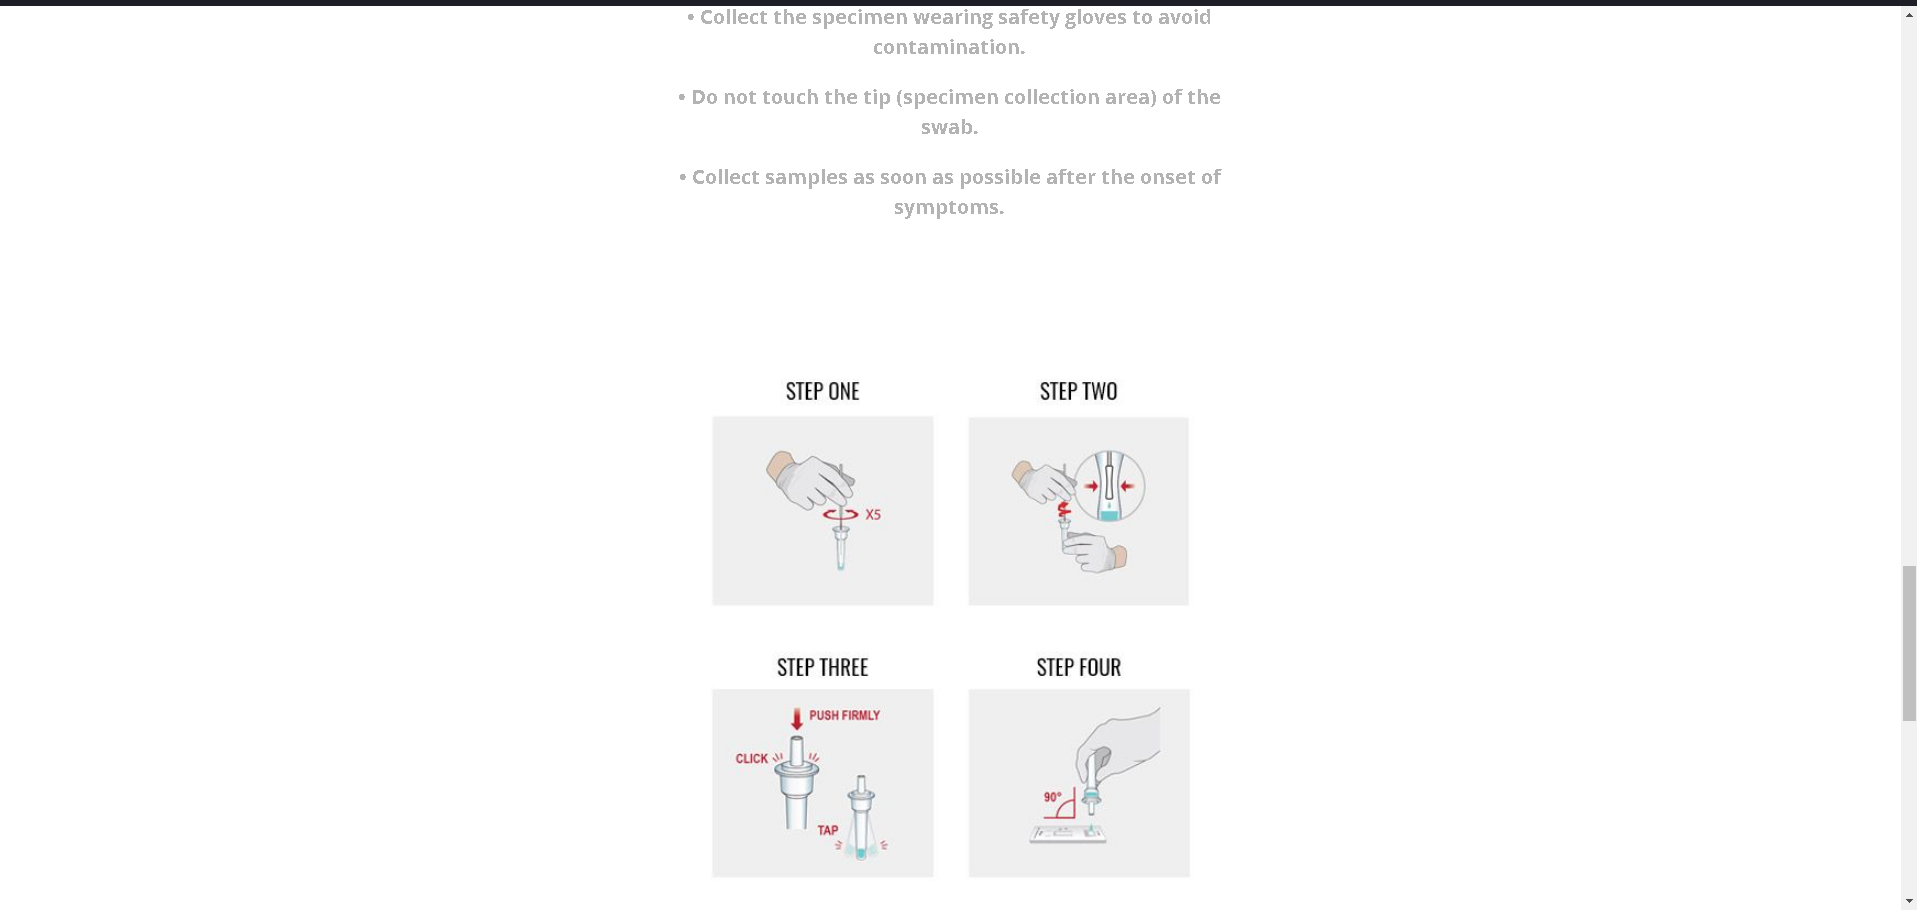 • Collect the specimen wearing safety gloves to avoid
contamination.
• Do not touch the tip (specimen collection area) of the
swab.
• Collect samples as soon as possible after the onset of
symptoms.
STEP ONE
STEP TWO
X5
STEP THREE
STEP FOUR
PUSH FIRMLY
CLICK
TAP
90°